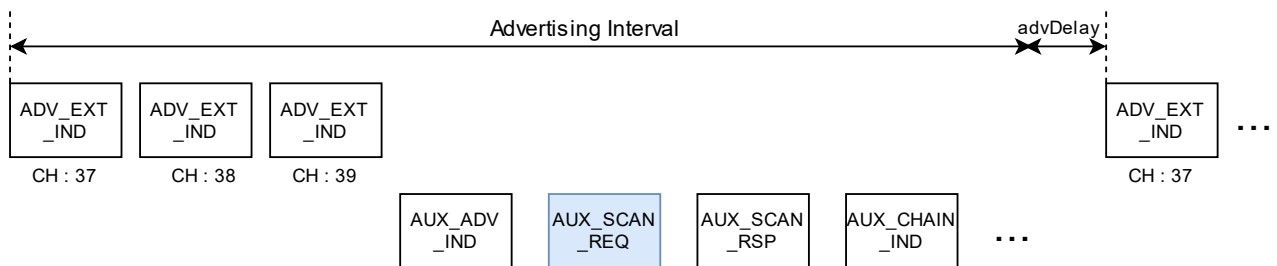 Advertising Interval
advDelay
ADV_EXT
_IND
ADV_EXT
_IND
ADV_EXT
_IND
ADV_EXT
_IND
...
CH : 37
CH : 38
CH : 39
CH : 37
AUX_ADV
_IND
AUX_SCAN
_REQ
AUX_SCAN
_RSP
AUX_CHAIN
_IND
...